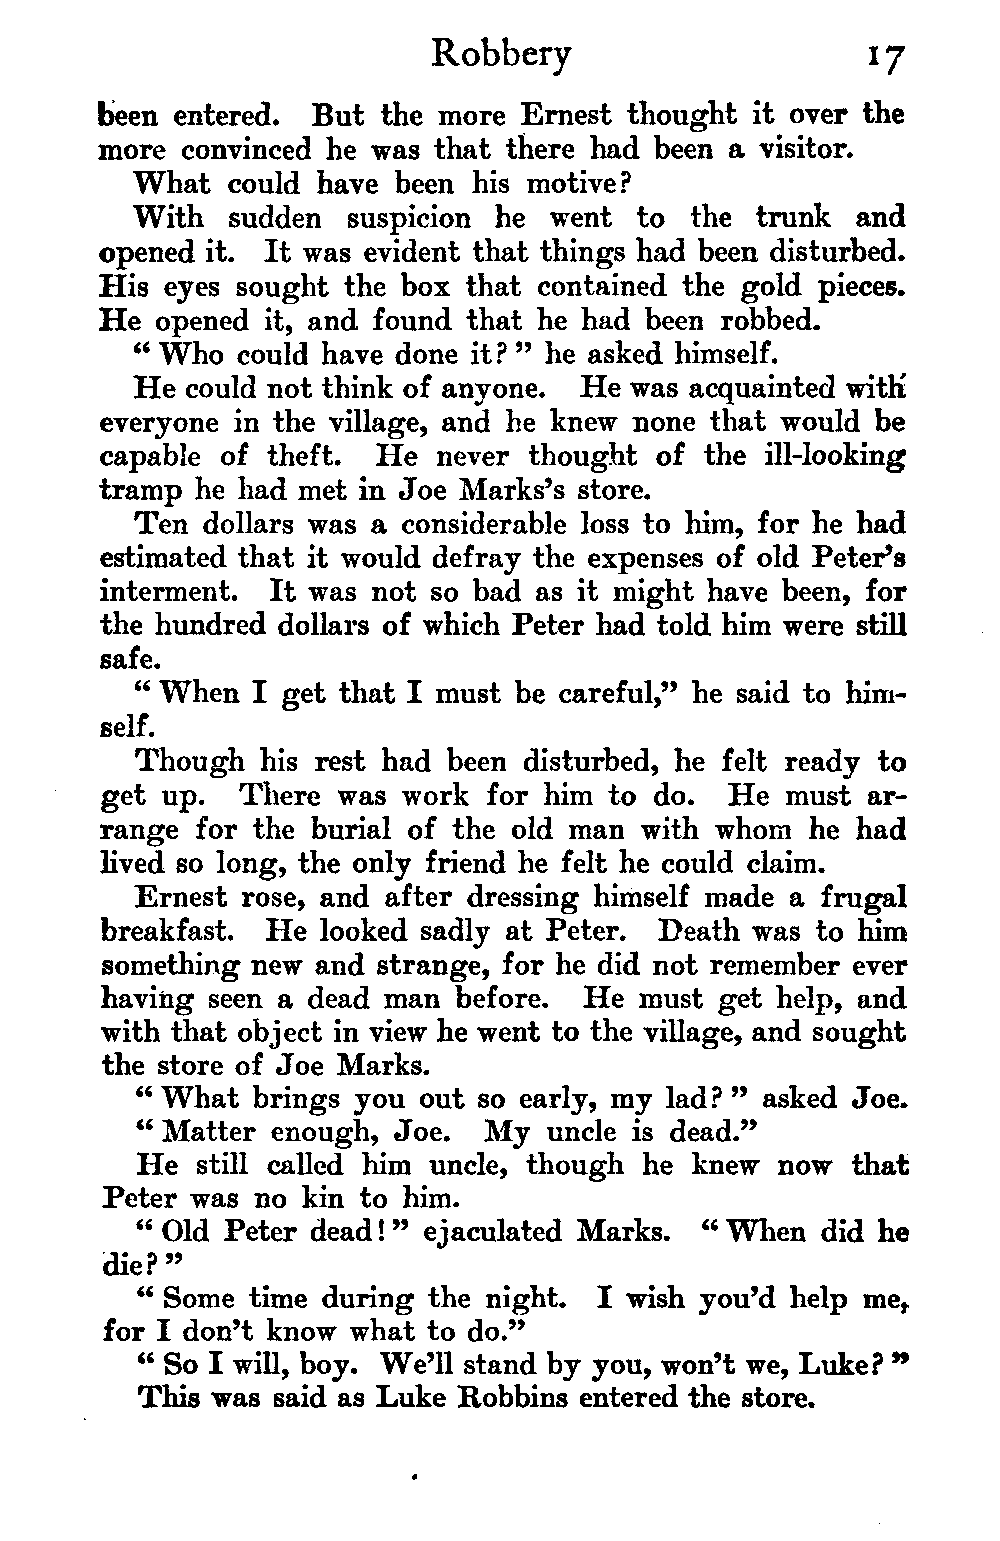 Robbery 17
been entered. But the more Ernest thought it over the
more convinced he was that there had been a visitor.
What could have been his motive?
With sudden suspicion he went to the trunk and
opened it. It was evident that things had been disturbed.
His eyes sought the box that contained the gold pieces.
He opened it, and found that he had been robbed.
“Who could have done it?” he asked himself.
He could not think of anyone. He was acquainted with
everyone in the village, and he knew none that would be
capable of theft. He never thought of the ill-looking
tramp he had met in Joe Marks’s store.
Ten dollars was a considerable loss to him, for he had
estimated that it would defray the expenses of old Peter’s
interment. It was not so bad as it might have been, for
the hundred dollars of which Peter had told him were still
safe.
“When I get that I must be careful,” he said to him-
self.
Though his rest had been disturbed, he felt ready to
get up. There was work for him to do. He must ar-
range for the burial of the old man with whom he had
lived so long, the only friend he felt he could claim.
Ernest rose, and after dressing himself made a frugal
breakfast. He looked sadly at Peter. Death was to him
something new and strange, for he did not remember ever
having seen a dead man before. He must get help, and
with that object in view he went to the village, and sought
the store of Joe Marks.
“What brings you out so early, my lad?” asked Joe.
“Matter enough, Joe. My uncle is dead.”
He still called him uncle, though he knew now that
Peter was no kin to him.
“Old Peter dead!” ejaculated Marks. “When did he
die?”
“Some time during the night. I wish you’d help me,
for I don’t know what to do.”
“So I will, boy. We’ll stand by you, won’t we, Luke?”
This was said as Luke Robbins entered the store.